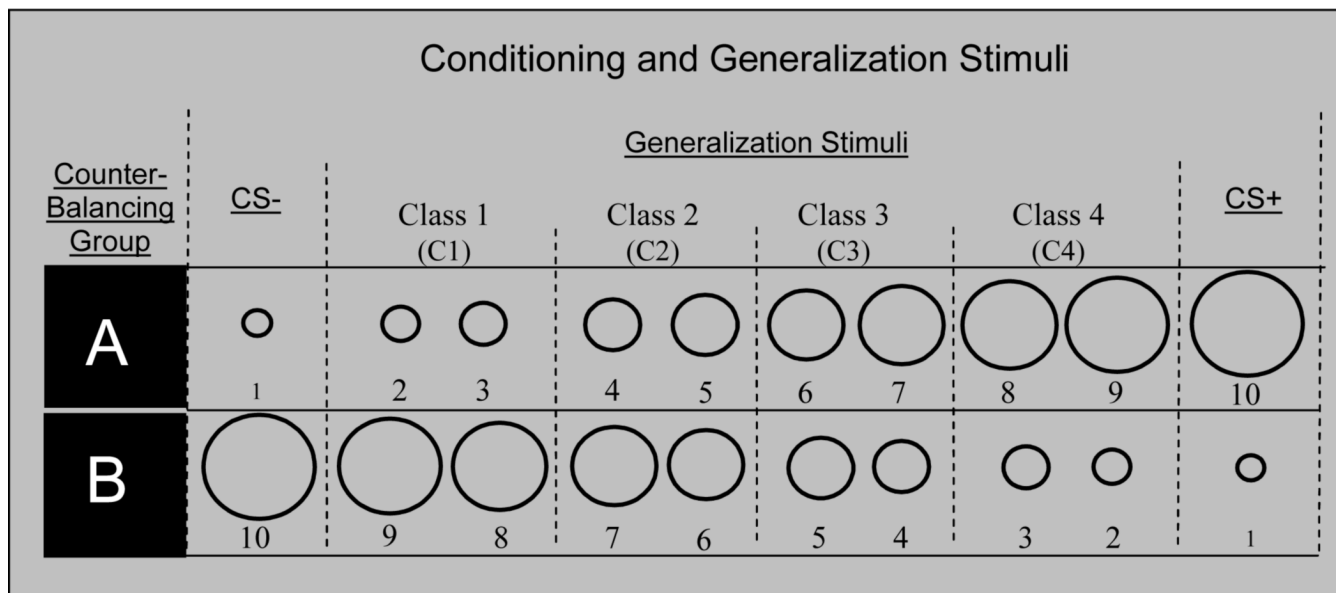 Conditioning and Generalization Stimuli
Generalization Stimuli
Counter-
Balancing
Group
CS-
Class 1
(C1)
Class 2
(C2)
Class 3
(C3)
Class 4
(C4)
CS+
A
1 2 3 4 5 6 7 8 9 10
B
10 9 8 7 6 5 4 3 2 1